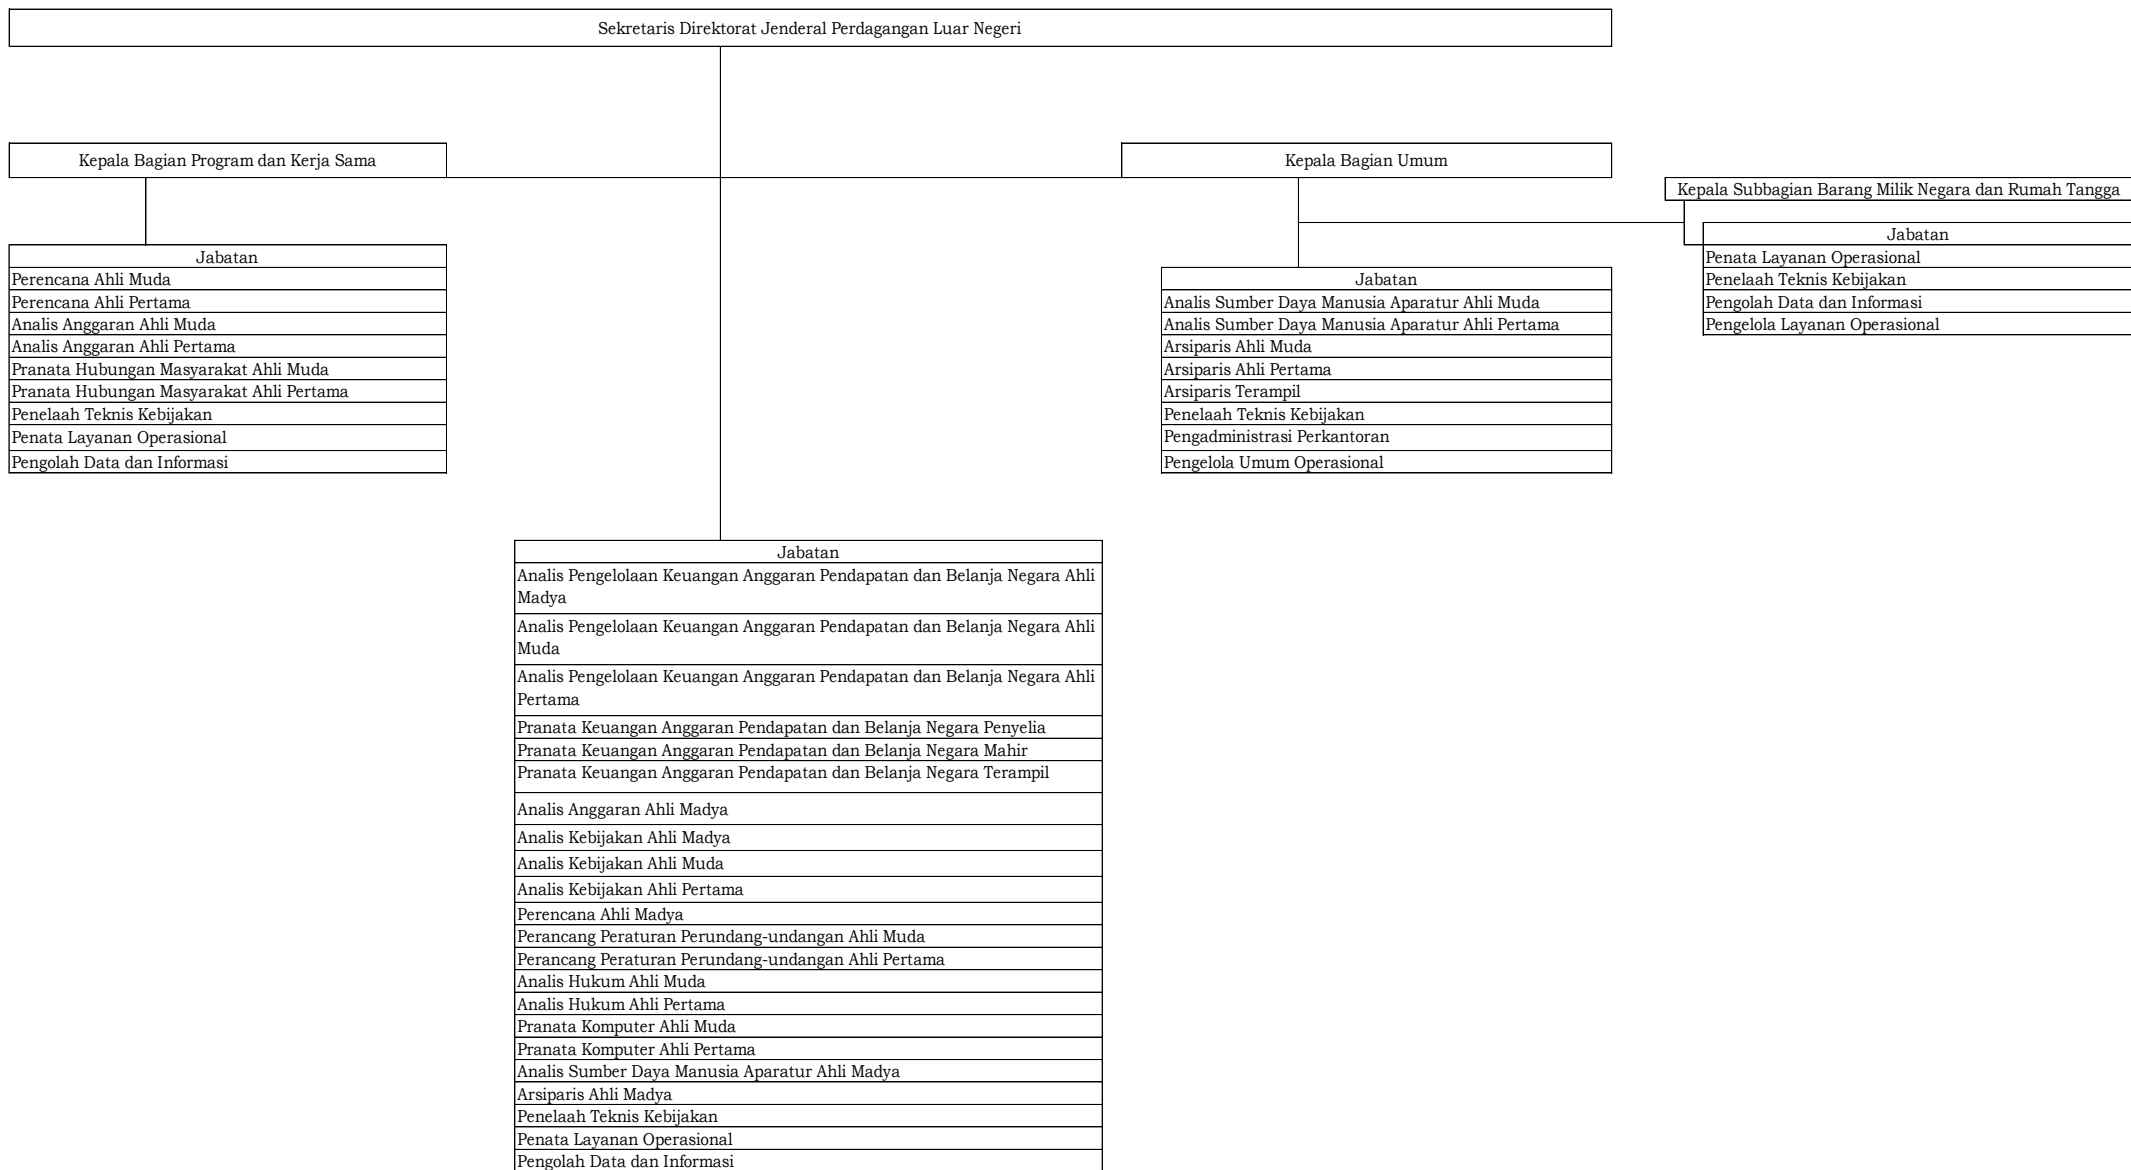 Sekretaris Direktorat Jenderal Perdagangan Luar Negeri
Kepala Bagian Program dan Kerja Sama
Kepala Bagian Umum
Kepala Subbagian Barang Milik Negara dan Rumah Tangga
Jabatan
Perencana Ahli Muda
Perencana Ahli Pertama
Analis Anggaran Ahli Muda
Analis Anggaran Ahli Pertama
Pranata Hubungan Masyarakat Ahli Muda
Pranata Hubungan Masyarakat Ahli Pertama
Penelaah Teknis Kebijakan
Penata Layanan Operasional
Pengolah Data dan Informasi
Jabatan
Analis Sumber Daya Manusia Aparatur Ahli Muda
Analis Sumber Daya Manusia Aparatur Ahli Pertama
Arsiparis Ahli Muda
Arsiparis Ahli Pertama
Arsiparis Terampil
Penelaah Teknis Kebijakan
Pengadministrasi Perkantoran
Pengelola Umum Operasional
Jabatan
Penata Layanan Operasional
Penelaah Teknis Kebijakan
Pengolah Data dan Informasi
Pengelola Layanan Operasional
Jabatan
Analis Pengelolaan Keuangan Anggaran Pendapatan dan Belanja Negara Ahli
Madya
Analis Pengelolaan Keuangan Anggaran Pendapatan dan Belanja Negara Ahli
Muda
Analis Pengelolaan Keuangan Anggaran Pendapatan dan Belanja Negara Ahli
Pertama
Pranata Keuangan Anggaran Pendapatan dan Belanja Negara Penyelia
Pranata Keuangan Anggaran Pendapatan dan Belanja Negara Mahir
Pranata Keuangan Anggaran Pendapatan dan Belanja Negara Terampil
Analis Anggaran Ahli Madya
Analis Kebijakan Ahli Madya
Analis Kebijakan Ahli Muda
Analis Kebijakan Ahli Pertama
Perencana Ahli Madya
Perancang Peraturan Perundang-undangan Ahli Muda
Perancang Peraturan Perundang-undangan Ahli Pertama
Analis Hukum Ahli Muda
Analis Hukum Ahli Pertama
Pranata Komputer Ahli Muda
Pranata Komputer Ahli Pertama
Analis Sumber Daya Manusia Aparatur Ahli Madya
Arsiparis Ahli Madya
Penelaah Teknis Kebijakan
Penata Layanan Operasional
Pengolah Data dan Informasi